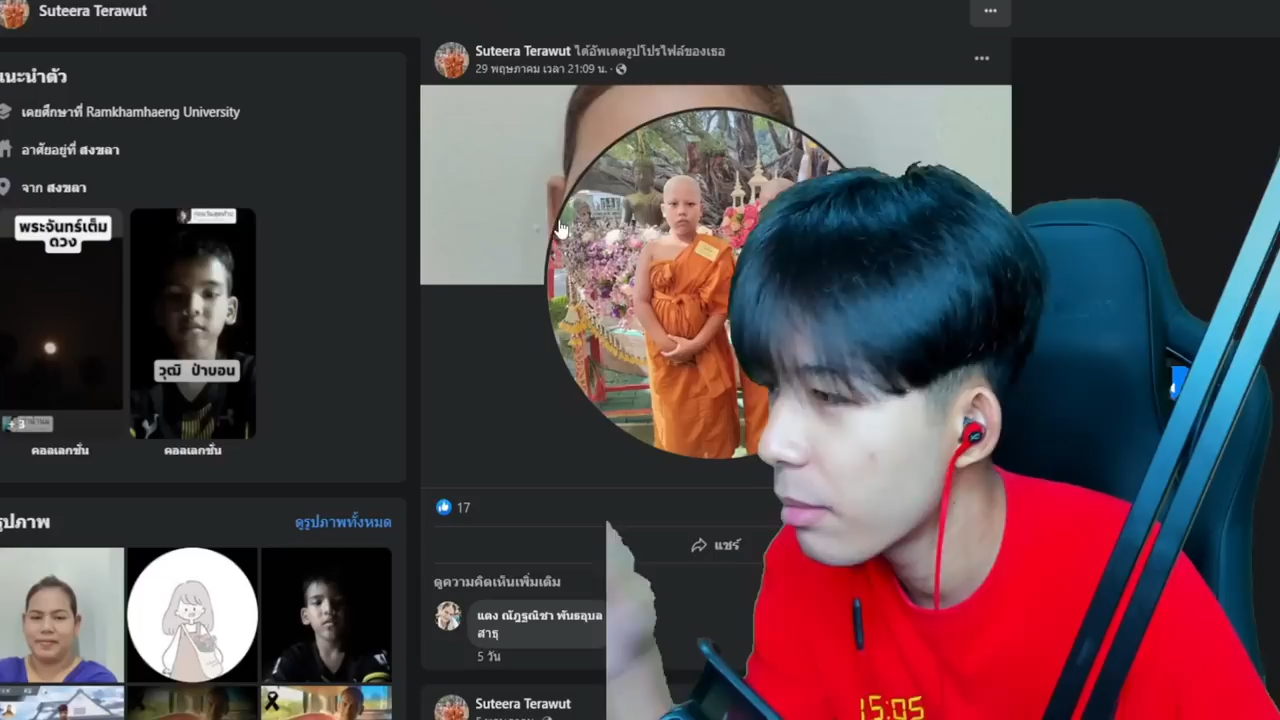 Suteera Terawut
Suteera Terawut ได้อัพเดตรูปโปรไฟล์ของเธอ
29 พฤษภาคม เวลา 21:09 น. ·
แนะนำตัว
เคยศึกษาที่ Ramkhamhaeng University
อาศัยอยู่ที่ สงขลา
จาก สงขลา
พระจันทร์เต็ม
ดวง
วุฒิ ป่าบอน
+3
คอลเลกชั่น
คอลเลกชั่น
รูปภาพ
ดูรูปภาพทั้งหมด
17
แชร์
ดูความคิดเห็นเพิ่มเติม
แดง ณัฏฐณิชา พันธอุบล
สาธุ
5 วัน
Suteera Terawut
15:05